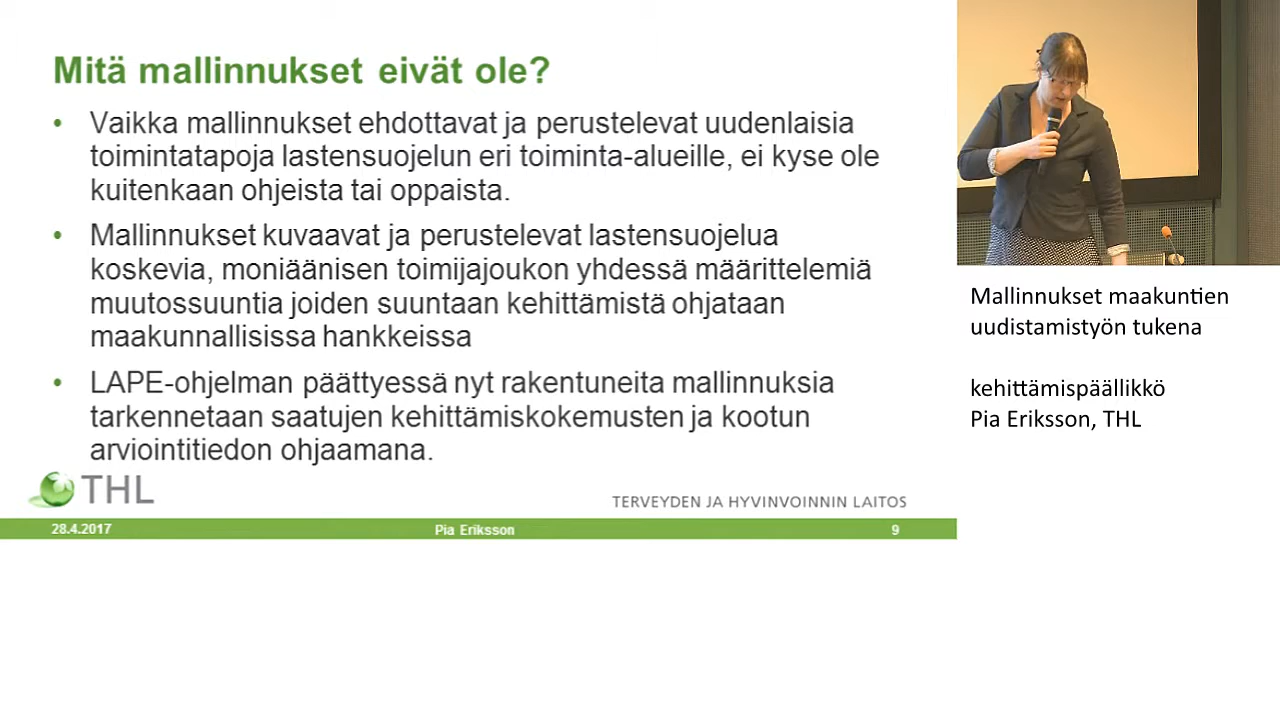 Mitä mallinnukset eivät ole?
• Vaikka mallinnukset ehdottavat ja perustelevat uudenlaisia
toimintatapoja lastensuojelun eri toiminta-alueille, ei kyse ole
kuitenkaan ohjeista tai oppaista.
• Mallinnukset kuvaavat ja perustelevat lastensuojelua
koskevia, moniäänisen toimijajoukon yhdessä määrittelemiä
muutossuuntia joiden suuntaan kehittämistä ohjataan
maakunnallisissa hankkeissa
• LAPE-ohjelman päättyessä nyt rakentuneita mallinnuksia
tarkennetaan saatujen kehittämiskokemusten ja kootun
arviointitiedon ohjaamana.
THL
TERVEYDEN JA HYVINVOINNIN LAITOS
28.4.2017
Pia Eriksson
9
Mallinnukset maakuntien
uudistamistyön tukena
kehittämispäällikkö
Pia Eriksson, THL